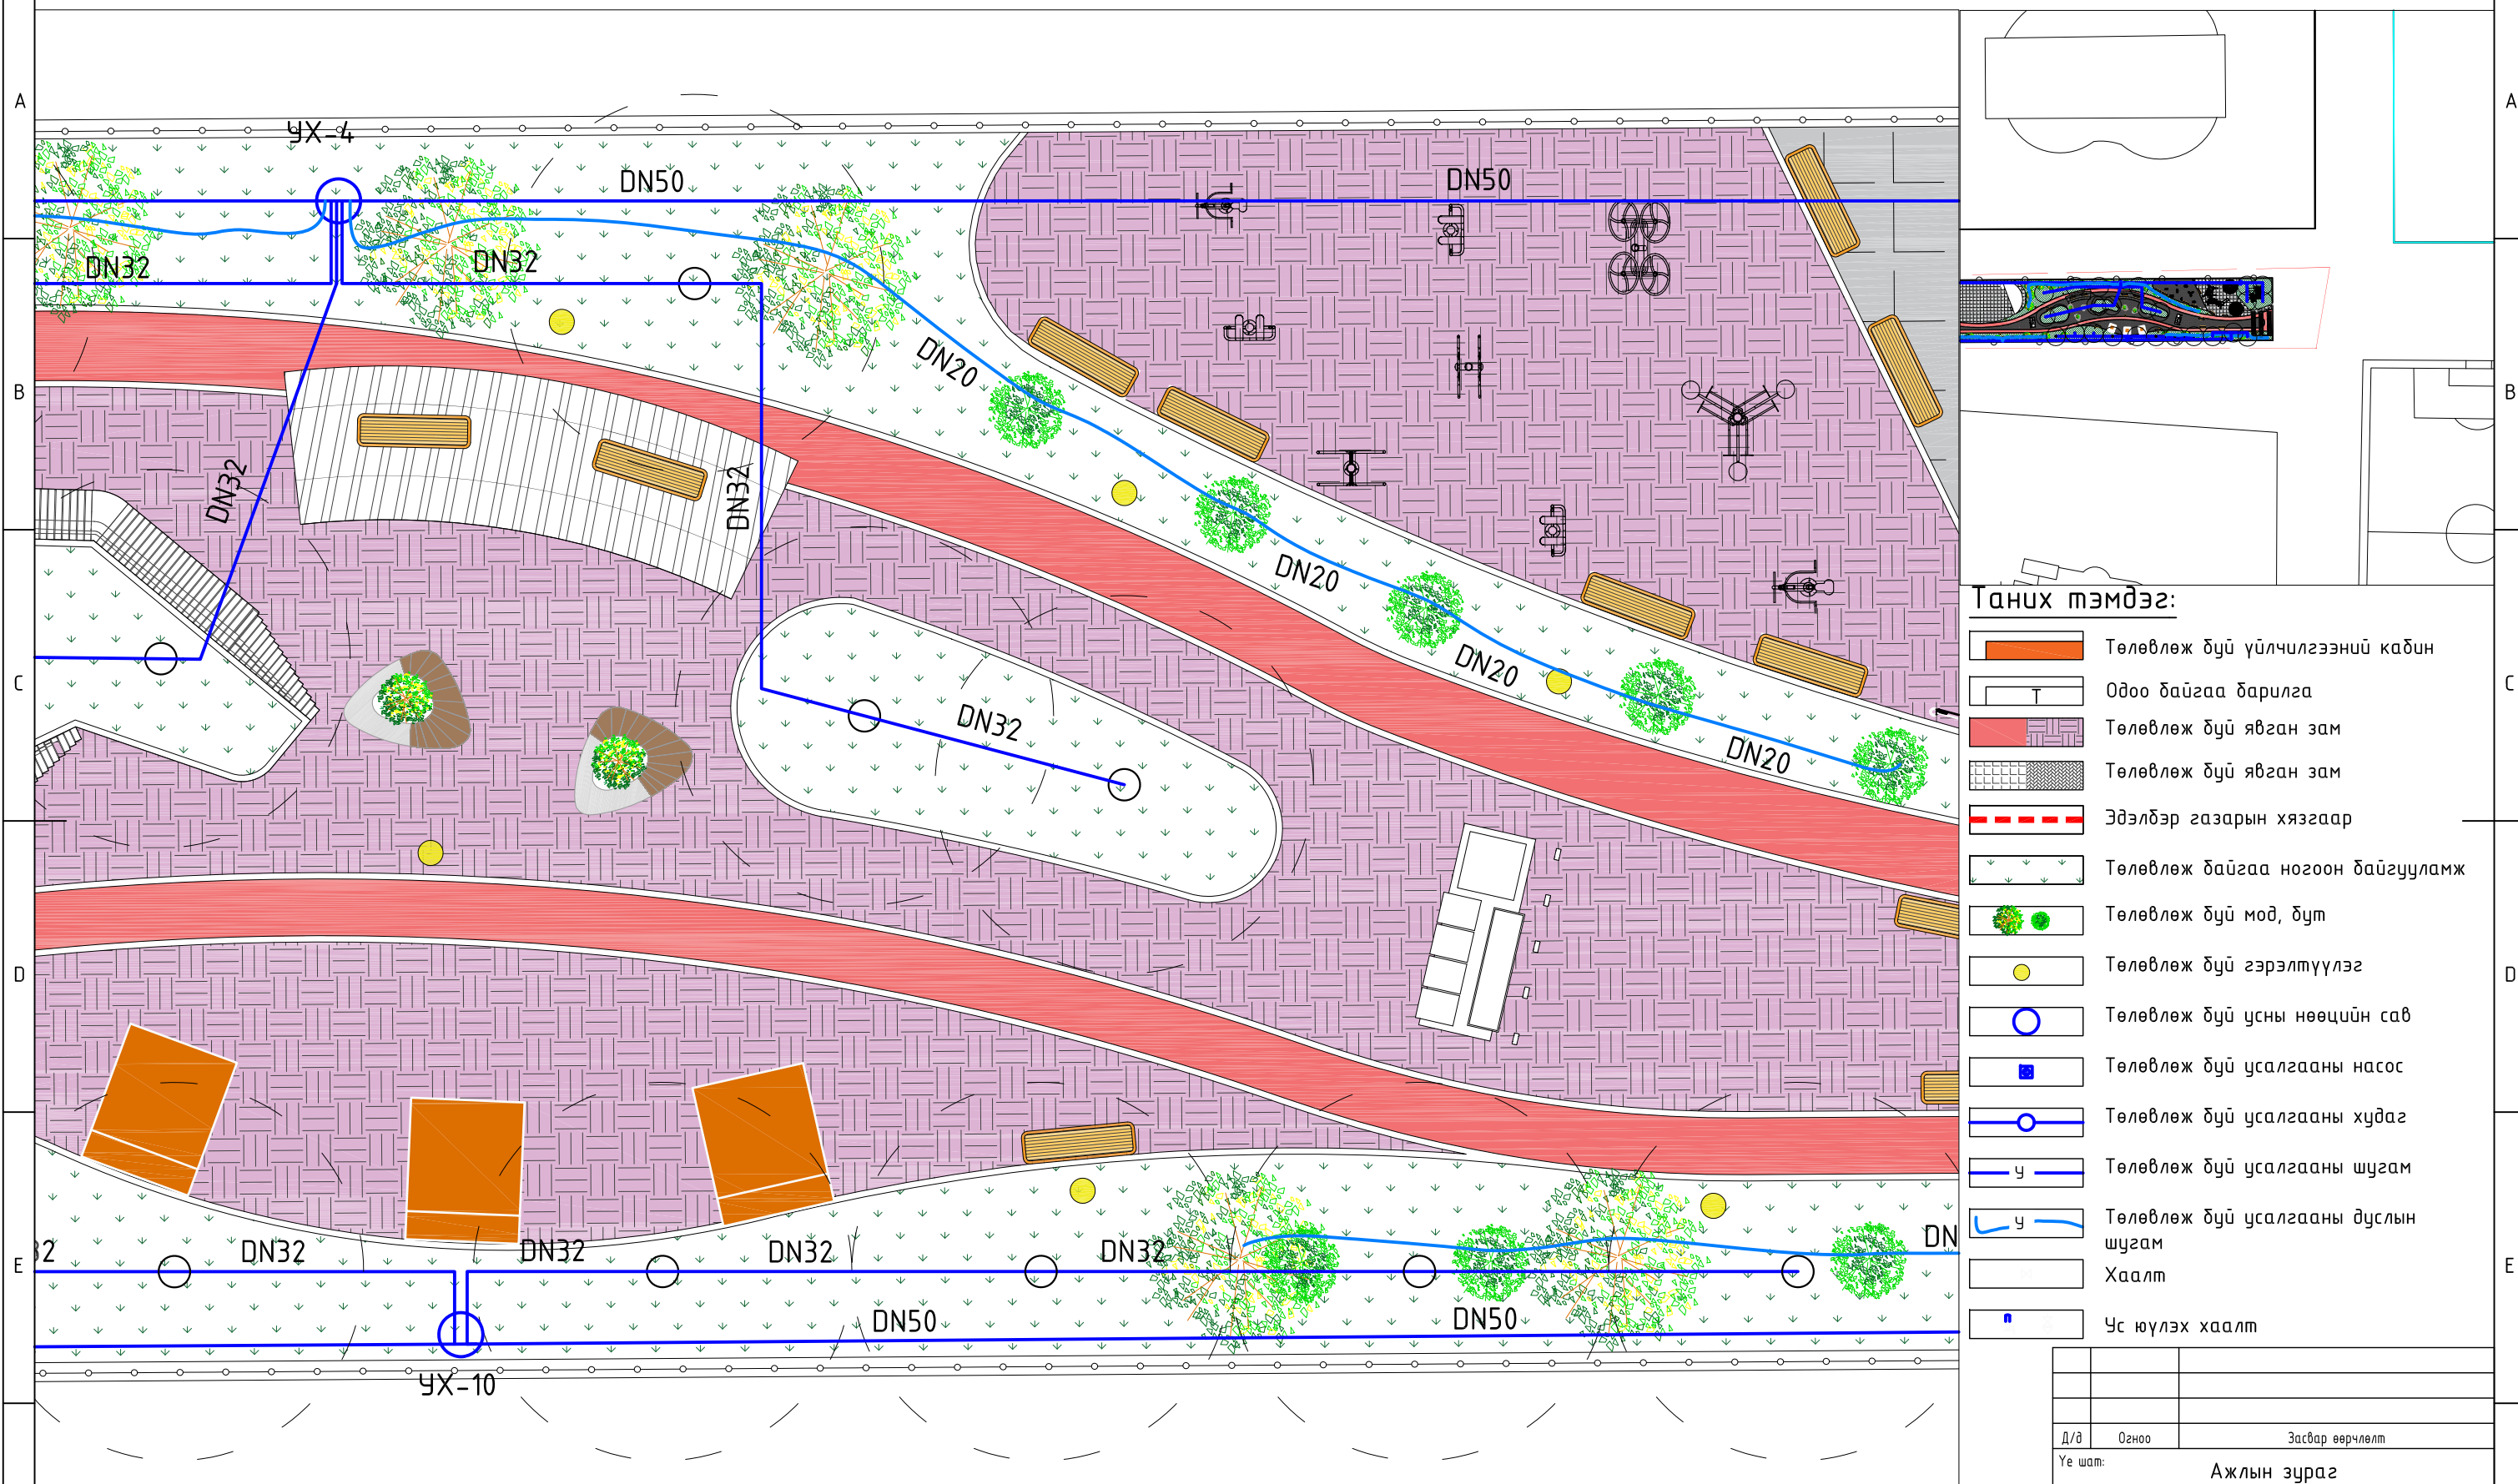 A
A
УХ-4
DN50
DN50
DN32
DN32
B
B
DN20
DN32
DN32
DN20
DN20
DN32
DN20
C
C
D
D
DN32
DN32
DN32
DN32
DN50
DN50
УХ-10
E
E
Таних тэмдэг:
Төлөвлөж буй үйлчилгээний кабин
Т
Одоо байгаа барилга
Төлөвлөж буй явган зам
Төлөвлөж буй явган зам
Эдэлбэр газарын хязгаар
Төлөвлөж байгаа ногоон байгууламж
Төлөвлөж буй мод, бут
Төлөвлөж буй гэрэлтүүлэг
Төлөвлөж буй усны нөөцийн сав
Төлөвлөж буй усалгааны насос
Төлөвлөж буй усалгааны худаг
У
Төлөвлөж буй усалгааны шугам
У
Төлөвлөж буй усалгааны дуслын
шугам
Хаалт
Ус юүлэх хаалт
Д/д
Огноо
Засвар өөрчлөлт
Үе шат:
Ажлын зураг